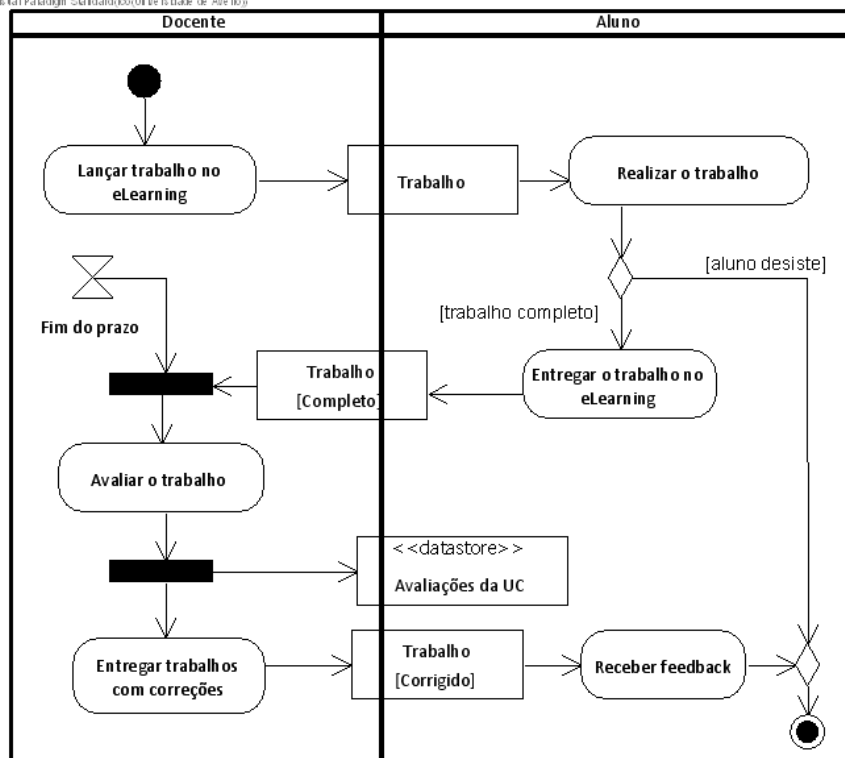 Docente
Aluno
Lançar trabalho no
eLearning
Trabalho
Realizar o trabalho
[aluno desiste]
[trabalho completo]
Fim do prazo
Trabalho
[Completo]
Entregar o trabalho no
eLearning
Avaliar o trabalho
<<datastore>>
Avaliações da UC
Entregar trabalhos
com correções
Trabalho
[Corrigido]
Receber feedback